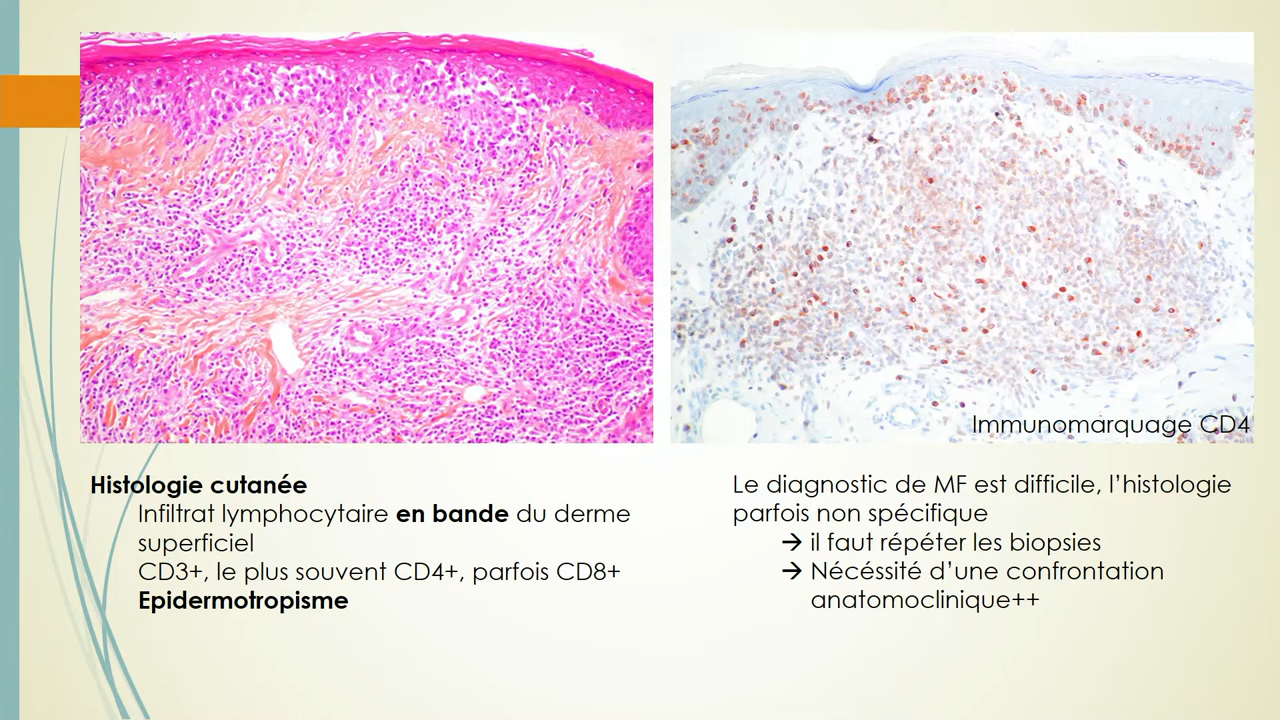 Immunomarquage CD4
Histologie cutanée
Infiltrat lymphocytaire en bande du derme
superficiel
CD3+, le plus souvent CD4+, parfois CD8+
Epidermotropisme
Le diagnostic de MF est difficile, l’histologie
parfois non spécifique
→ il faut répéter les biopsies
→ Nécéssité d’une confrontation
anatomoclinique++